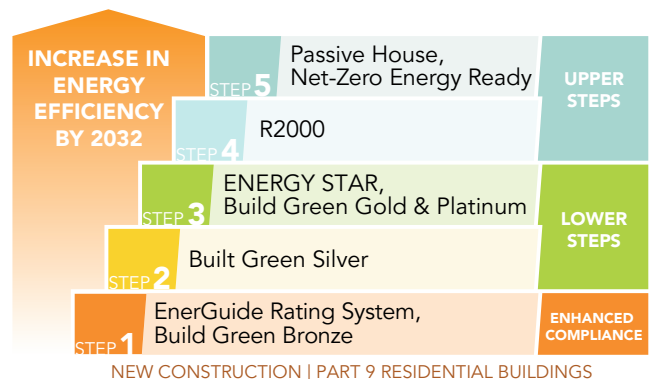 INCREASE IN
ENERGY
EFFICIENCY
BY 2032
STEP 5
Passive House,
Net-Zero Energy Ready
UPPER
STEPS
STEP 4
R2000
STEP 3
ENERGY STAR,
Build Green Gold & Platinum
LOWER
STEPS
STEP 2
Built Green Silver
STEP 1
EnerGuide Rating System,
Build Green Bronze
ENHANCED
COMPLIANCE
NEW CONSTRUCTION | PART 9 RESIDENTIAL BUILDINGS